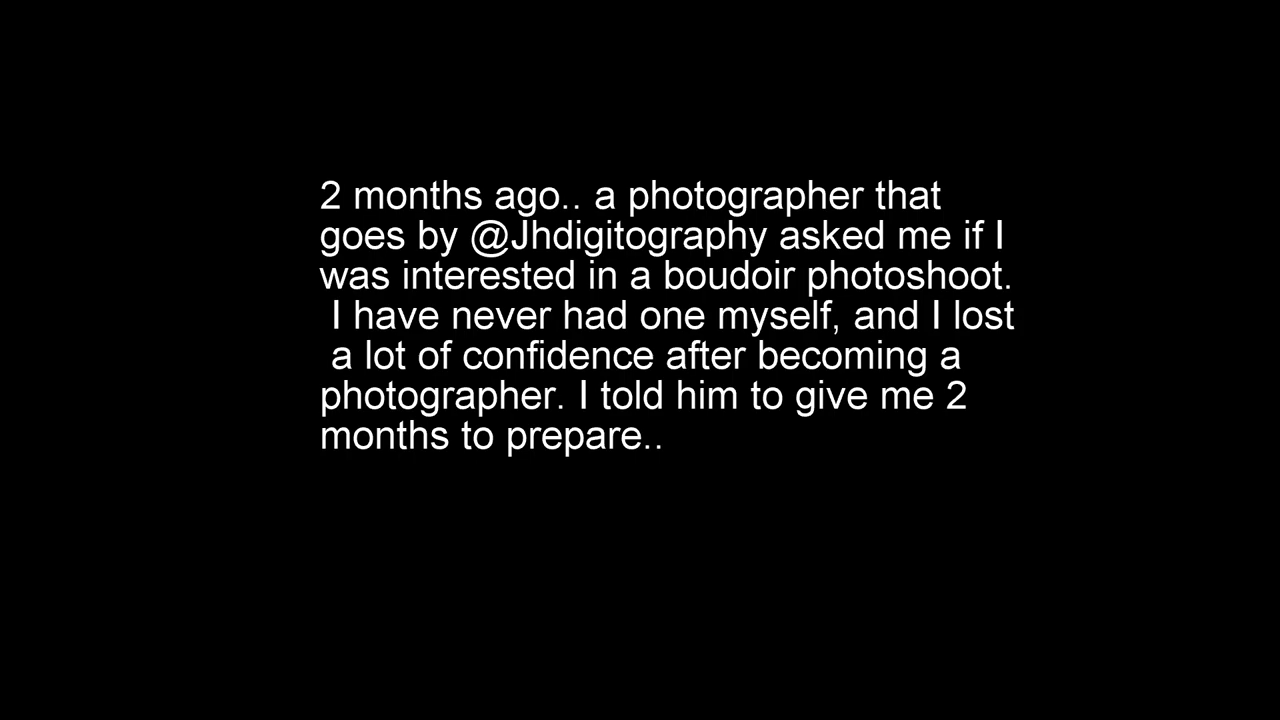 2 months ago.. a photographer that
goes by @Jhdigitography asked me if I
was interested in a boudoir photoshoot.
I have never had one myself, and I lost
a lot of confidence after becoming a
photographer. I told him to give me 2
months to prepare..